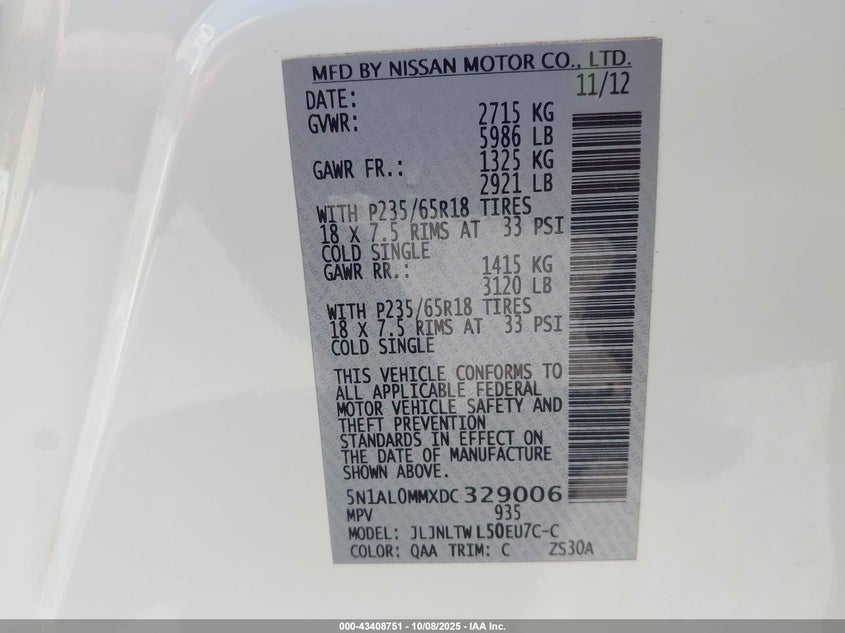 MFD BY NISSAN MOTOR CO., LTD.
DATE: 11/12
GVWR: 2715 KG
5986 LB
GAWR FR.: 1325 KG
2921 LB
WITH P235/65R18 TIRES
18 X 7.5 RIMS AT 33 PSI
COLD SINGLE
GAWR RR.: 1415 KG
3120 LB
WITH P235/65R18 TIRES
18 X 7.5 RIMS AT 33 PSI
COLD SINGLE
THIS VEHICLE CONFORMS TO
ALL APPLICABLE FEDERAL
MOTOR VEHICLE SAFETY AND
THEFT PREVENTION
STANDARDS IN EFFECT ON
THE DATE OF MANUFACTURE
SHOWN ABOVE.
5N1AL0MMXDC 329006
MPV 935
MODEL: JLJNLTW L50EU7C-C
COLOR: QAA TRIM: C ZS30A
000-43408751 - 10/08/2025 - IAA Inc.